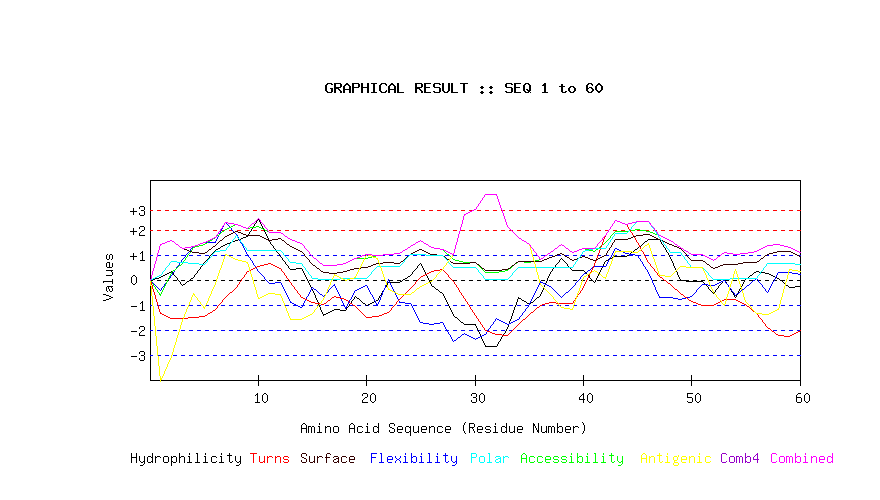 GRAPHICAL RESULT :: SEQ 1 to 60
+3
+2
+1
0
-1
-2
-3
Values
10 20 30 40 50 60
Amino Acid Sequence (Residue Number)
Hydrophilicity Turns Surface Flexibility Polar Accessibility Antigenic Comb4 Combined